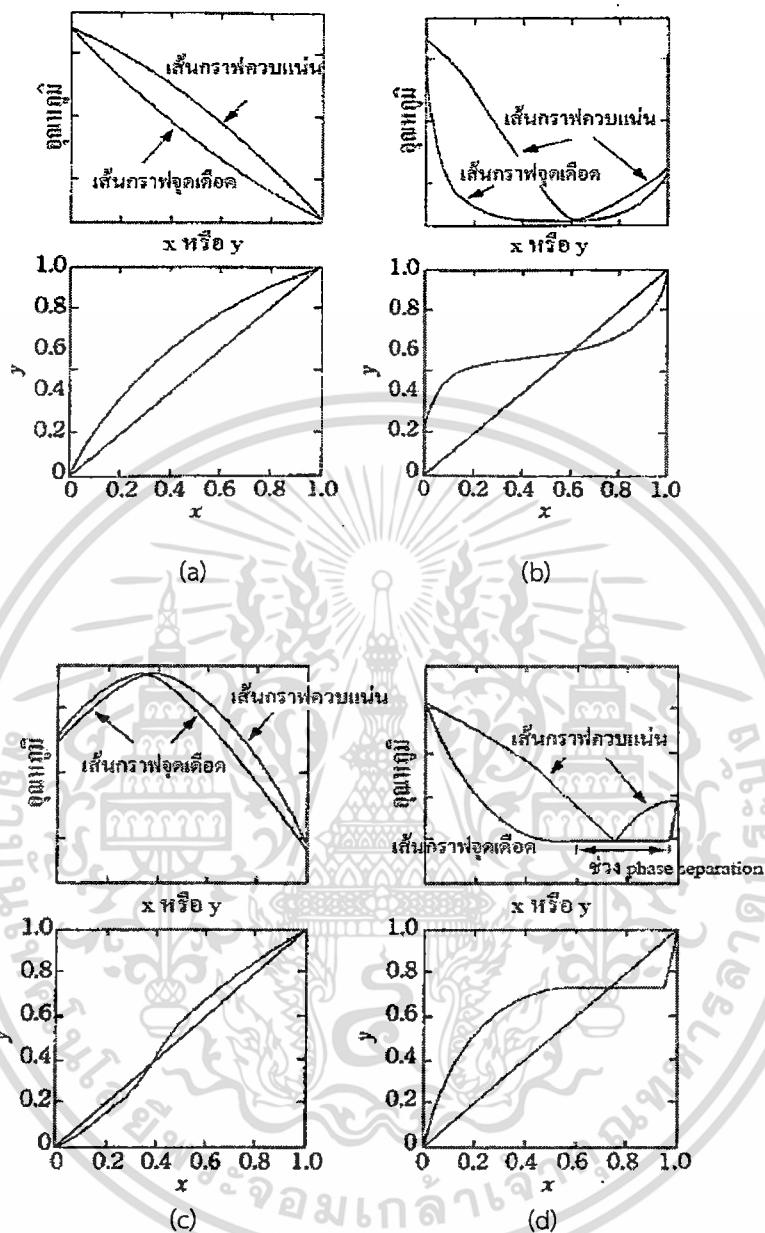 อุณหภูมิ
เส้นกราฟควบแน่น
เส้นกราฟจุดเดือด
x หรือ y
อุณหภูมิ
เส้นกราฟควบแน่น
เส้นกราฟจุดเดือด
x หรือ y
1.0
0.8
0.6
y
0.4
0.2
0
0 0.2 0.4 0.6 0.8 1.0
x
(a)
1.0
0.8
0.6
y
0.4
0.2
0
0 0.2 0.4 0.6 0.8 1.0
x
(b)
อุณหภูมิ
เส้นกราฟควบแน่น
เส้นกราฟจุดเดือด
x หรือ y
อุณหภูมิ
เส้นกราฟควบแน่น
เส้นกราฟจุดเดือด
ช่วง phase separation
x หรือ y
1.0
0.8
0.6
y
0.4
0.2
0
0 0.2 0.4 0.6 0.8 1.0
x
(c)
1.0
0.8
0.6
y
0.4
0.2
0
0 0.2 0.4 0.6 0.8 1.0
x
(d)